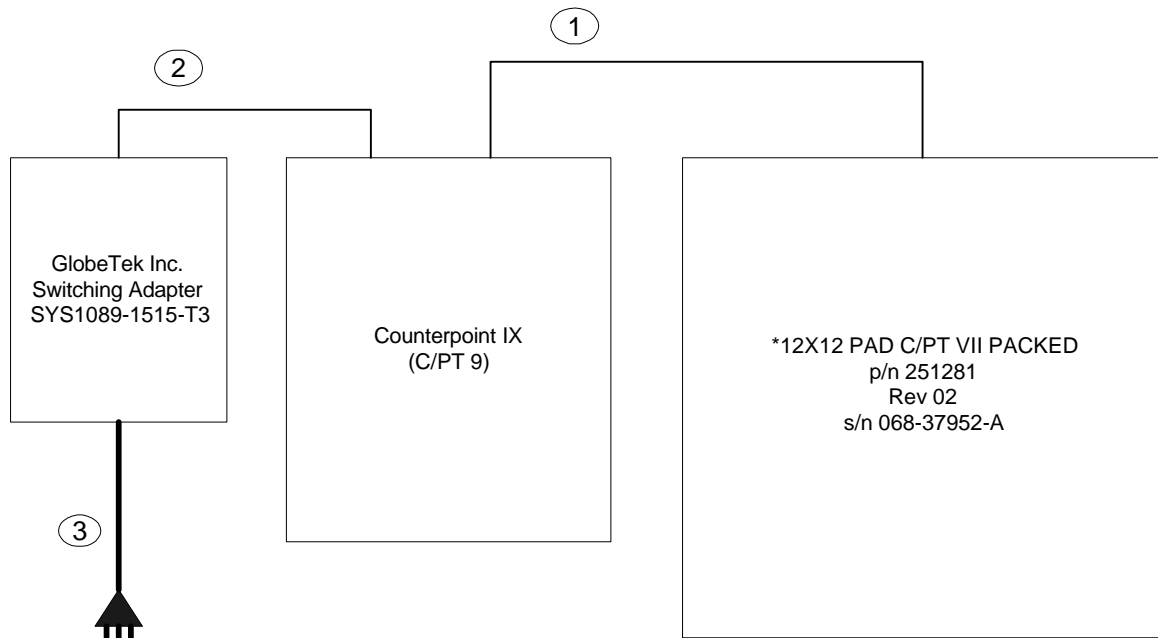 1
2
GlobeTek Inc.
Switching Adapter
SYS1089-1515-T3
Counterpoint IX
(C/PT 9)
*12X12 PAD C/PT VII PACKED
p/n 251281
Rev 02
s/n 068-37952-A
3